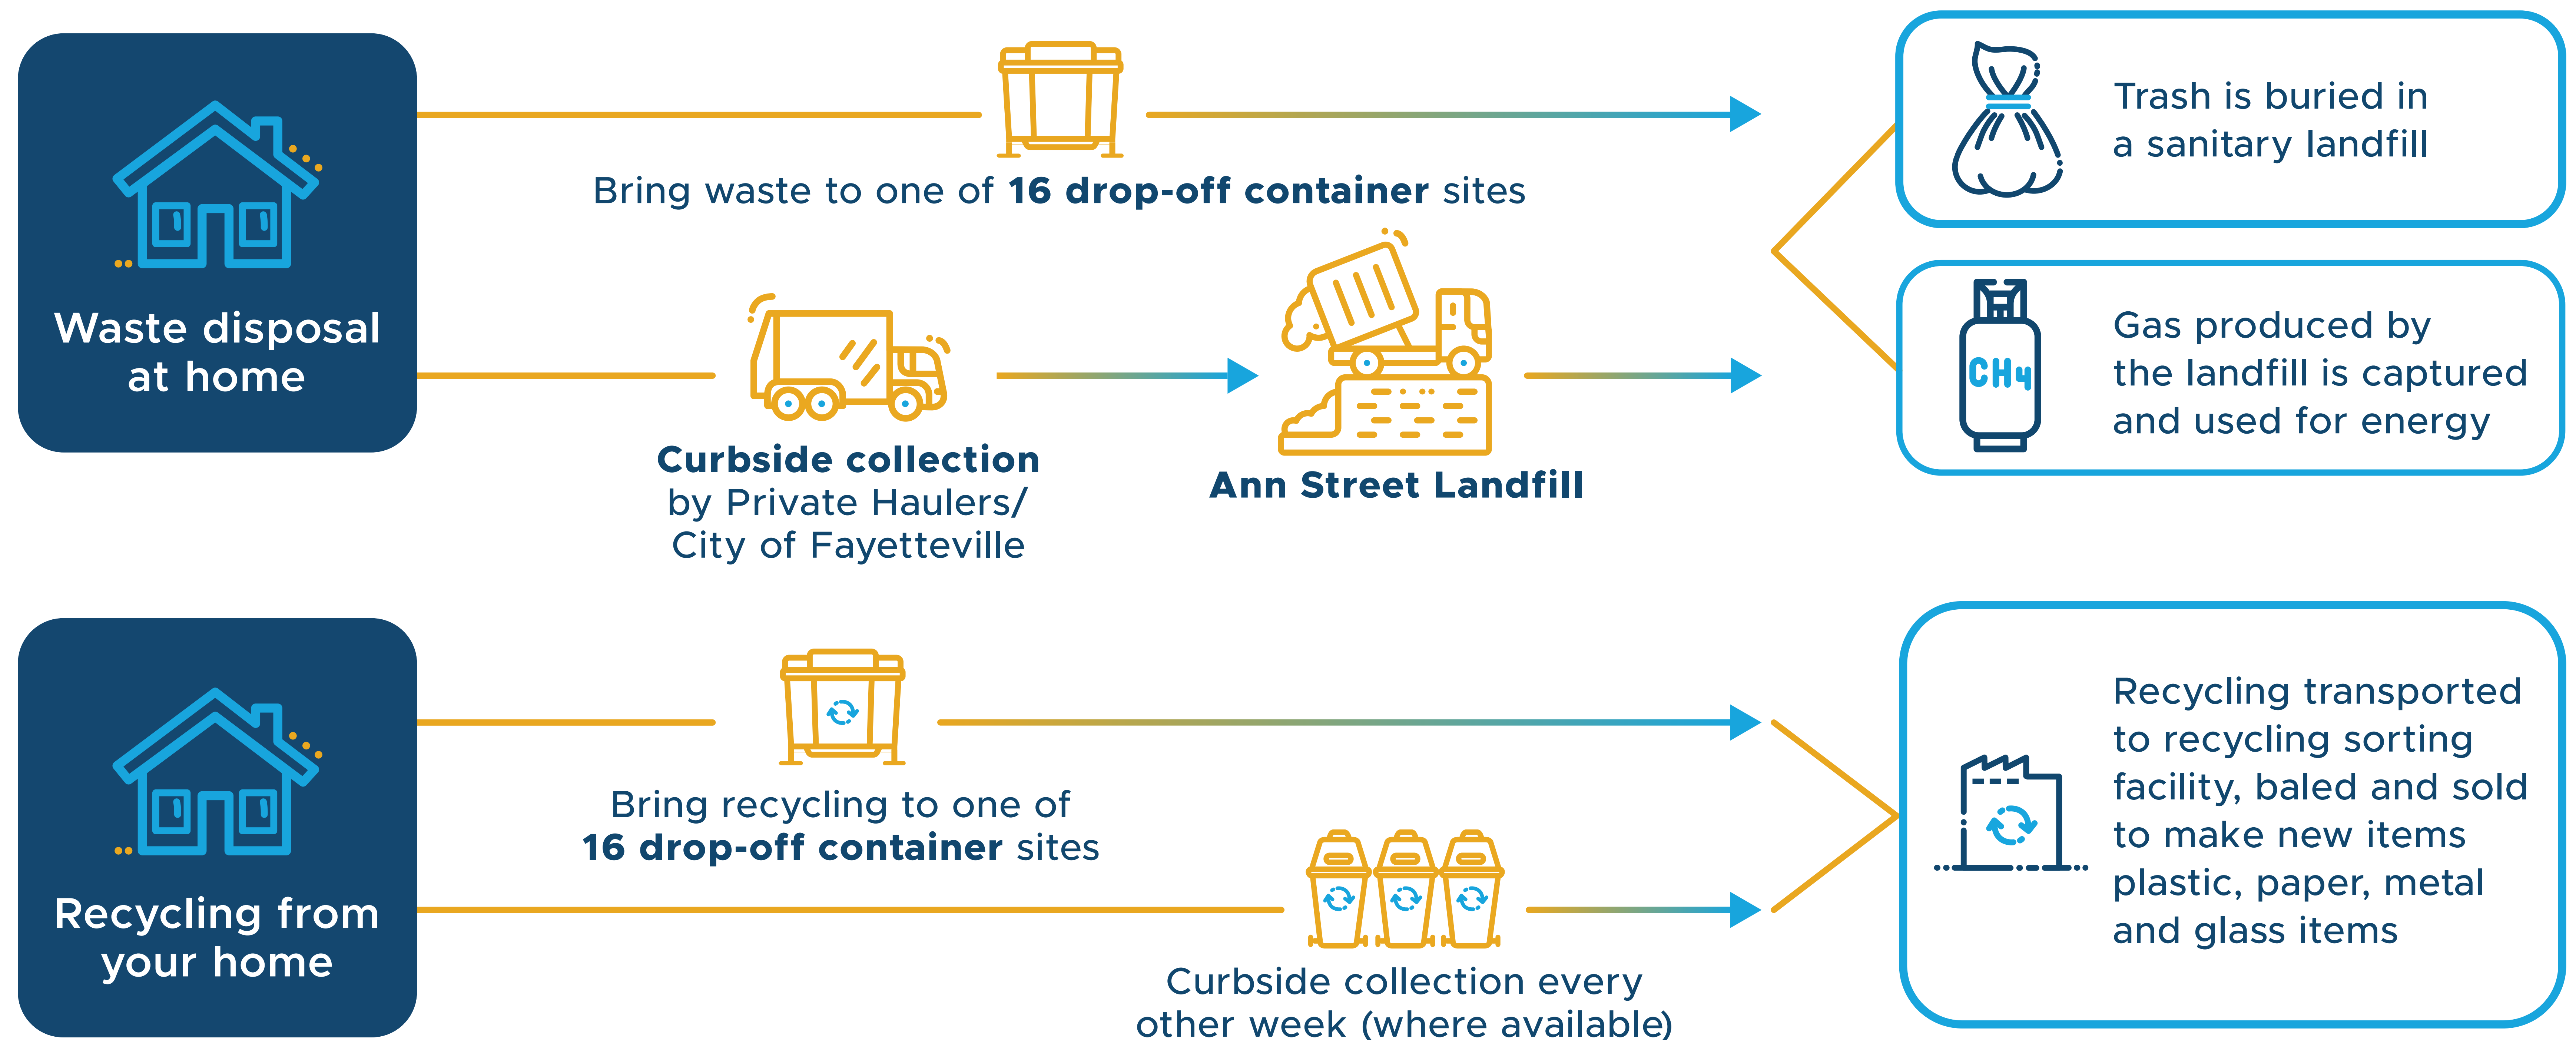 Waste disposal
at home
Bring waste to one of 16 drop-off container sites
Curbside collection
by Private Haulers/
City of Fayetteville
Ann Street Landfill
Trash is buried in
a sanitary landfill
CH4
Gas produced by
the landfill is captured
and used for energy
Recycling from
your home
Bring recycling to one of
16 drop-off container sites
Curbside collection every
other week (where available)
Recycling transported
to recycling sorting
facility, baled and sold
to make new items
plastic, paper, metal
and glass items